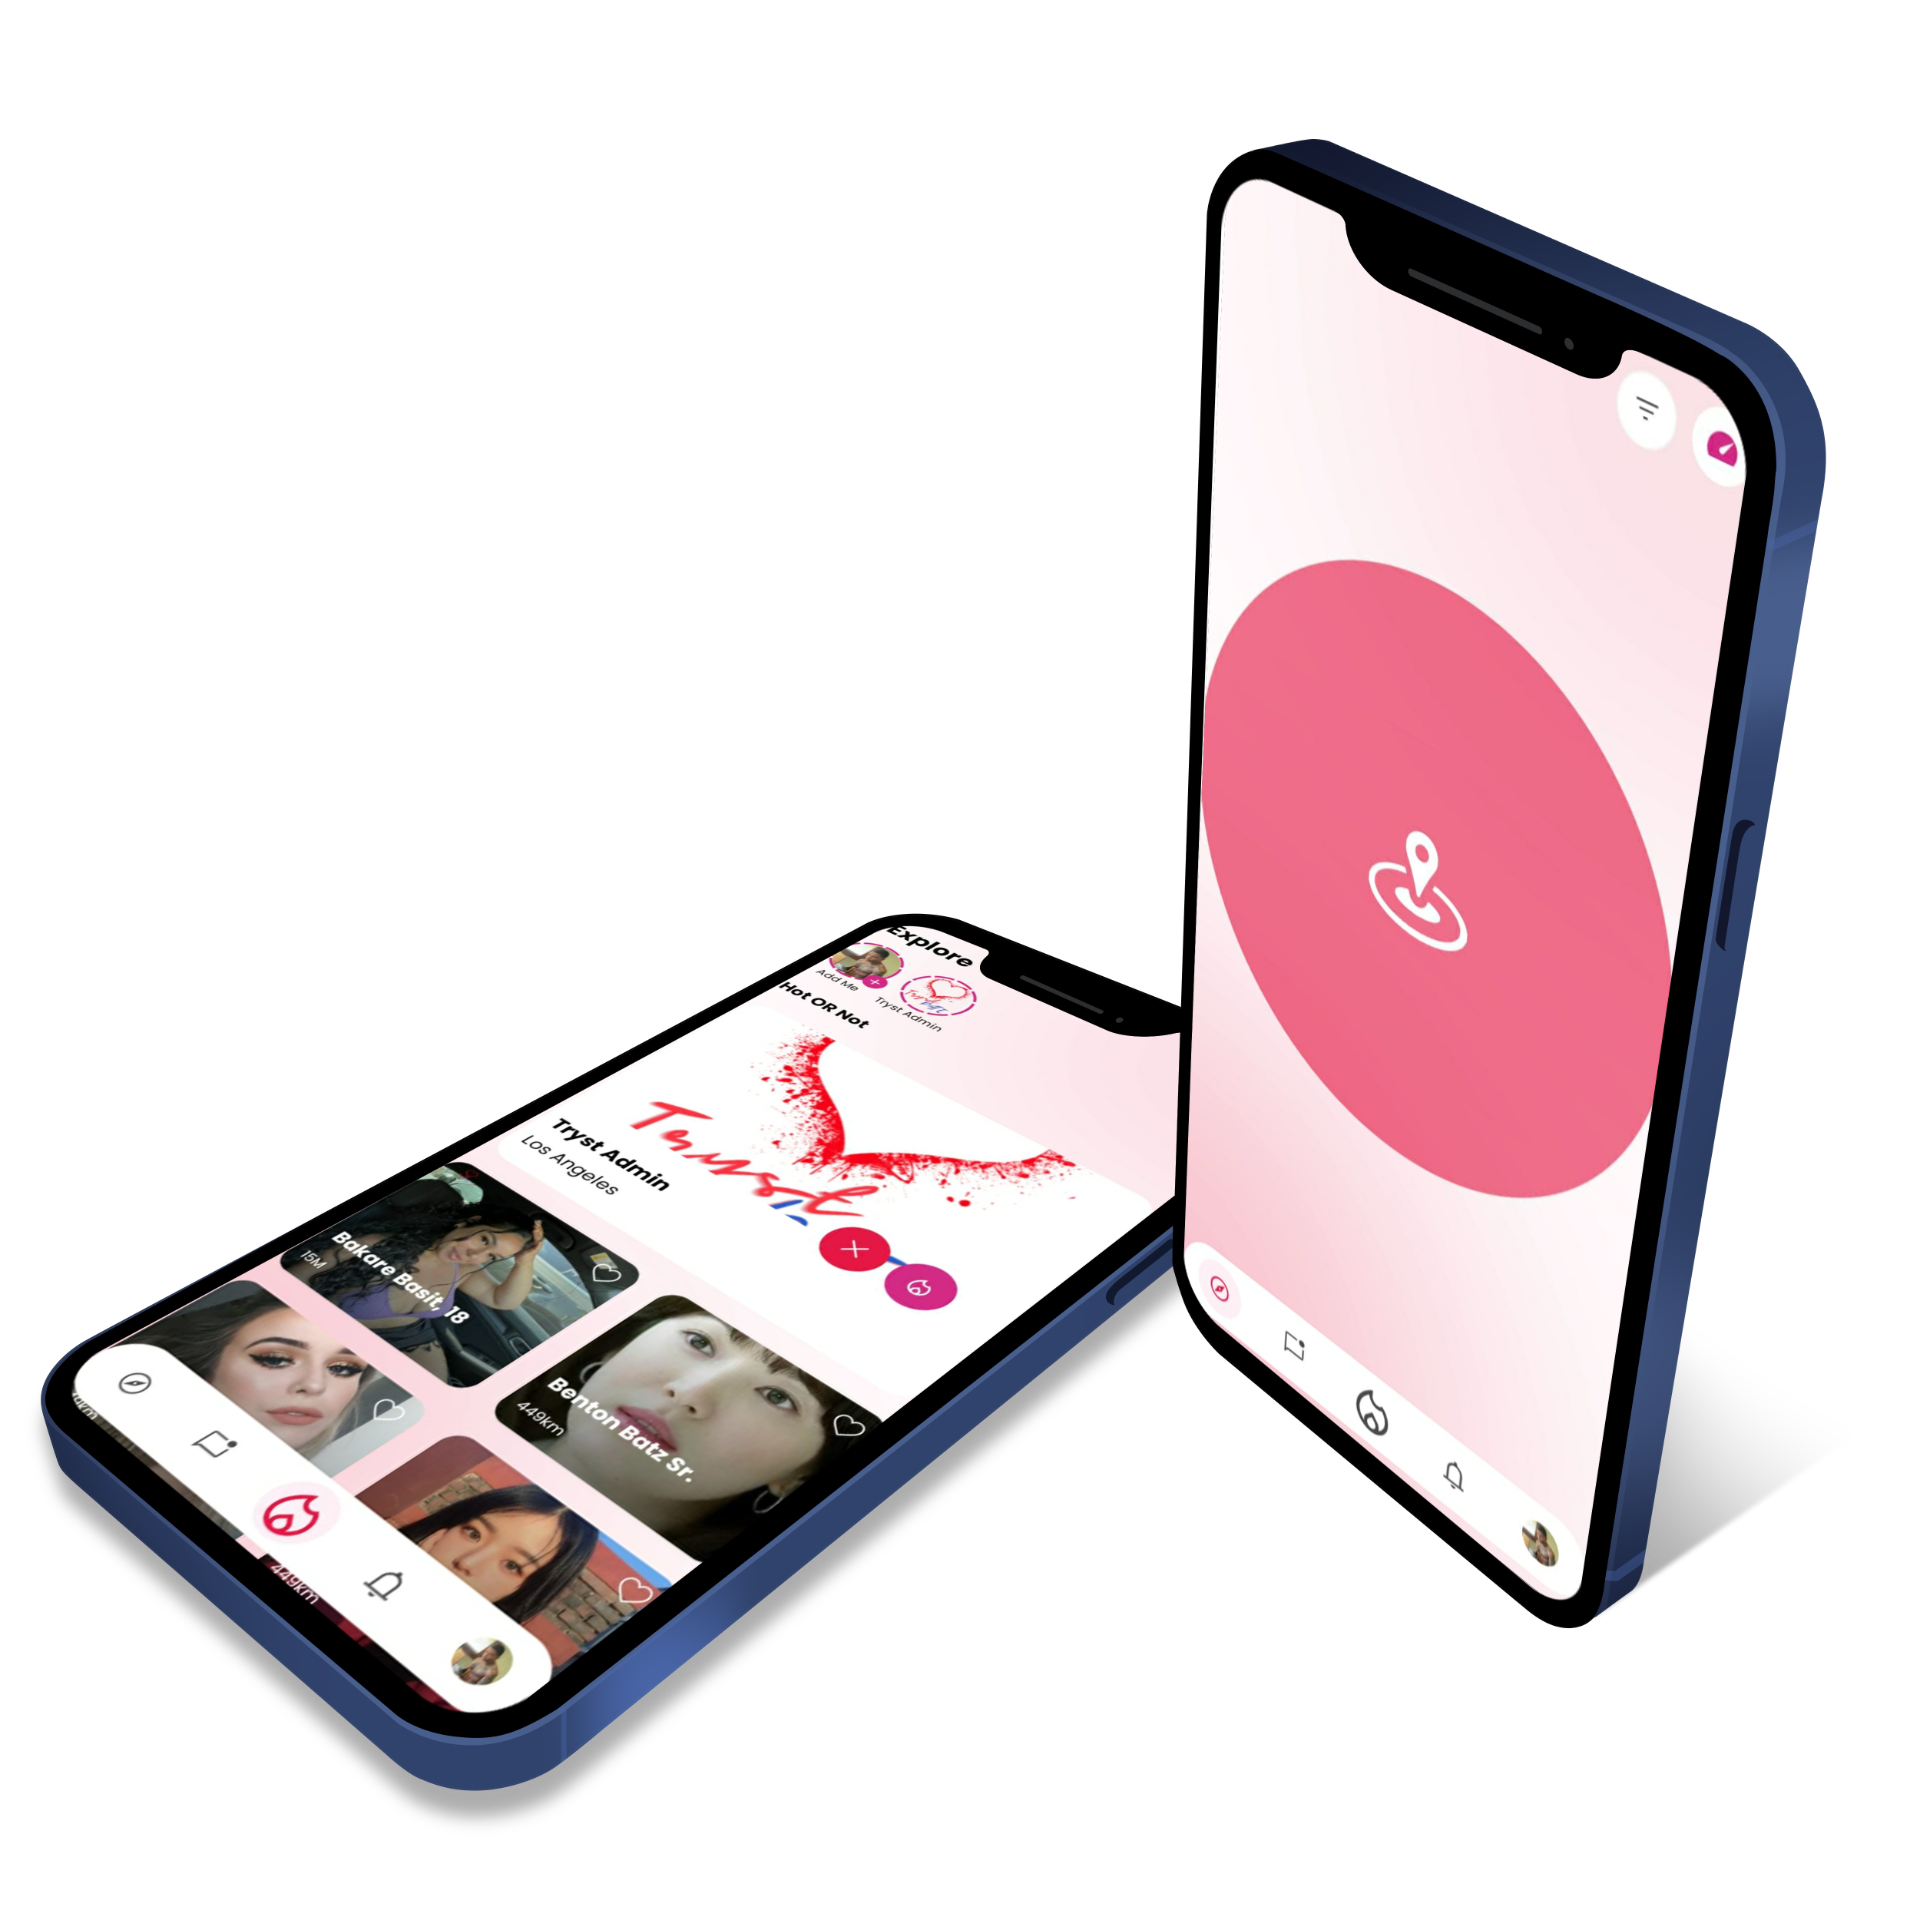 Explore
Add Me
Tryst Admin
Hot OR Not
Tryst
Tryst Admin
Los Angeles
Bakare Basit, 18
15M
Benton Batz Sr.
449km
449km